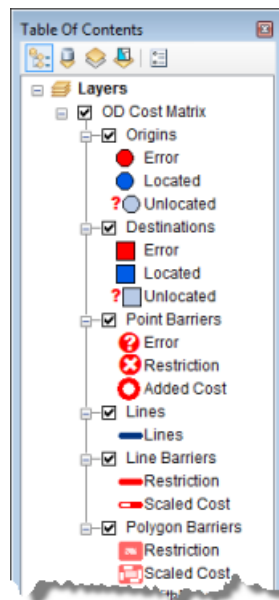 Table Of Contents
Layers
OD Cost Matrix
Origins
Error
Located
? Unlocated
Destinations
Error
Located
? Unlocated
Point Barriers
? Error
Restriction
Added Cost
Lines
Lines
Line Barriers
Restriction
Scaled Cost
Polygon Barriers
Restriction
Scaled Cost